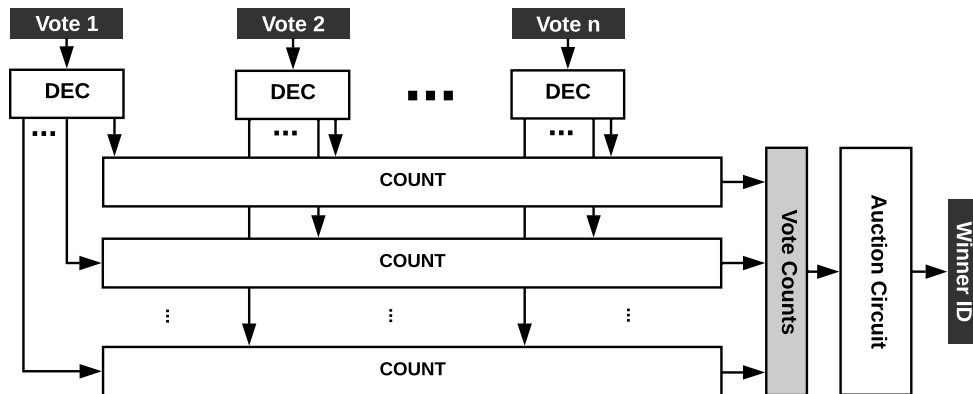 Vote 1
Vote 2
Vote n
DEC
DEC
DEC
...
...
...
...
COUNT
COUNT
COUNT
Vote Counts
Auction Circuit
Winner ID